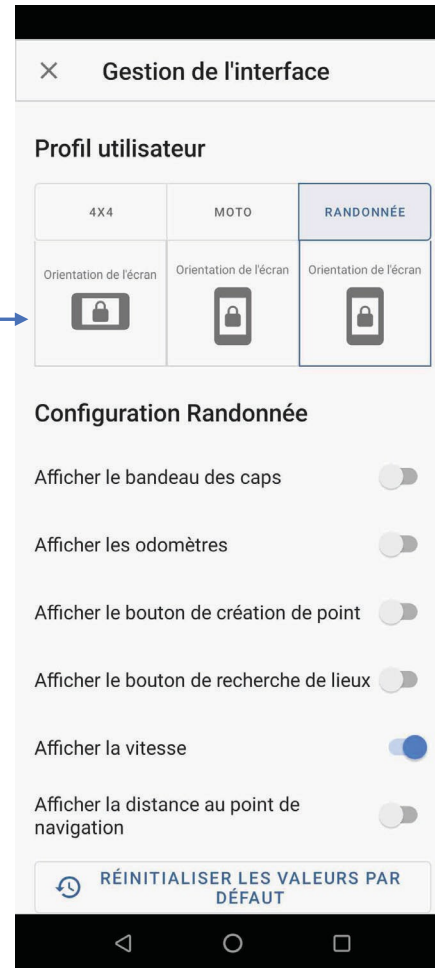 Gestion de l'interface
Profil utilisateur
4X4 MOTO RANDONNÉE
Orientation de l'écran Orientation de l'écran Orientation de l'écran
Configuration Randonnée
Afficher le bandeau des caps
Afficher les odomètres
Afficher le bouton de création de point
Afficher le bouton de recherche de lieux
Afficher la vitesse
Afficher la distance au point de
navigation
RÉINITIALISER LES VALEURS PAR
DÉFAUT